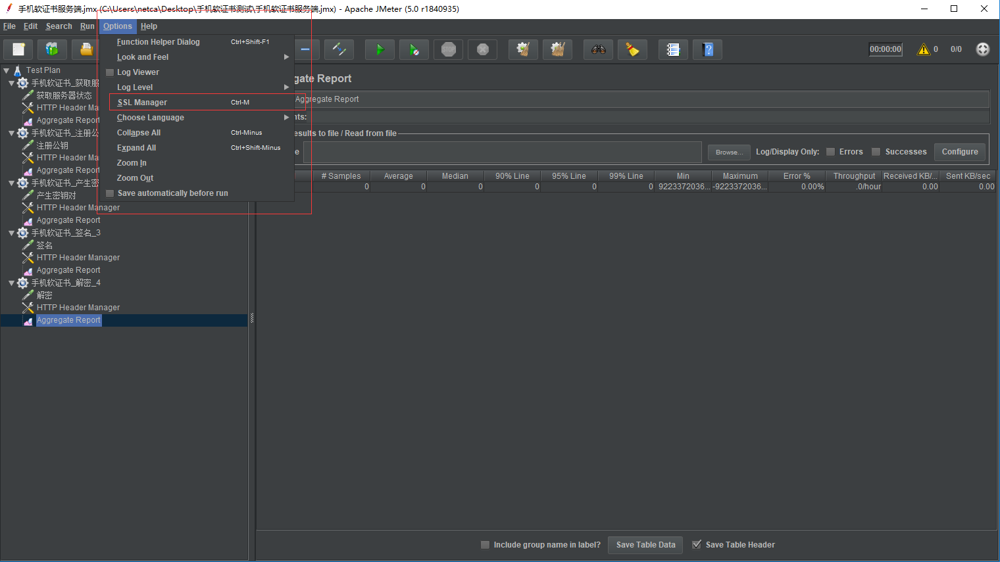 手机软证书服务端.jmx (C:\Users\netca\Desktop\手机软证书测试\手机软证书服务端.jmx) - Apache JMeter (5.0 r1840935)
File Edit Search Run Options Help
Function Helper Dialog Ctrl+Shift-F1
Look and Feel
Log Viewer
Log Level
SSL Manager Ctrl-M
Choose Language
Collapse All Ctrl-Minus
Expand All Ctrl+Shift-Minus
Zoom In
Zoom Out
Save automatically before run
STOP
00:00:00 0 0/0
Test Plan
手机软证书_获取服
获取服务器状态
HTTP Header Ma
Aggregate Report
手机软证书_注册公
注册公钥
HTTP Header Ma
Aggregate Report
手机软证书_产生密
产生密钥对
HTTP Header Manager
Aggregate Report
手机软证书_签名_3
签名
HTTP Header Manager
Aggregate Report
手机软证书_解密_4
解密
HTTP Header Manager
Aggregate Report
gate Report
Aggregate Report
nts:
esults to file / Read from file
e Browse... Log/Display Only: Errors Successes Configure
# Samples Average Median 90% Line 95% Line 99% Line Min Maximum Error % Throughput Received KB/... Sent KB/sec
0 0 0 0 0 0 9223372036... -9223372036... 0.00% .0/hour 0.00 0.00
Include group name in label? Save Table Data Save Table Header